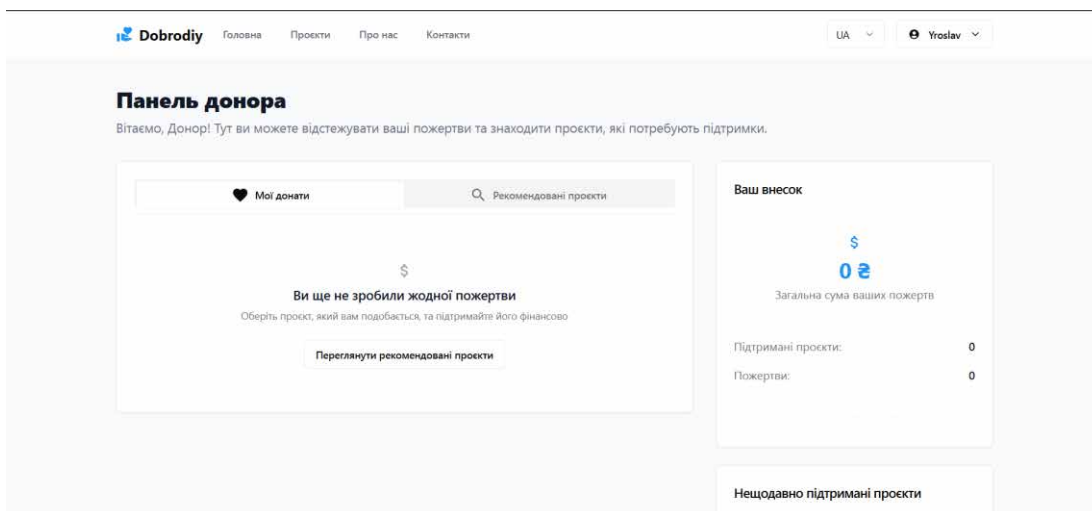 Dobrodiy Головна Проєкти Про нас Контакти UA Yroslav
Панель донора
Вітаємо, Донор! Тут ви можете відстежувати ваші пожертви та знаходити проєкти, які потребують підтримки.
Мої донати Рекомендовані проєкти
$
Ви ще не зробили жодної пожертви
Оберіть проєкт, який вам подобається, та підтримайте його фінансово
Переглянути рекомендовані проєкти
Ваш внесок
$
0 ₴
Загальна сума ваших пожертв
Підтримані проєкти: 0
Пожертви: 0
Нещодавно підтримані проєкти